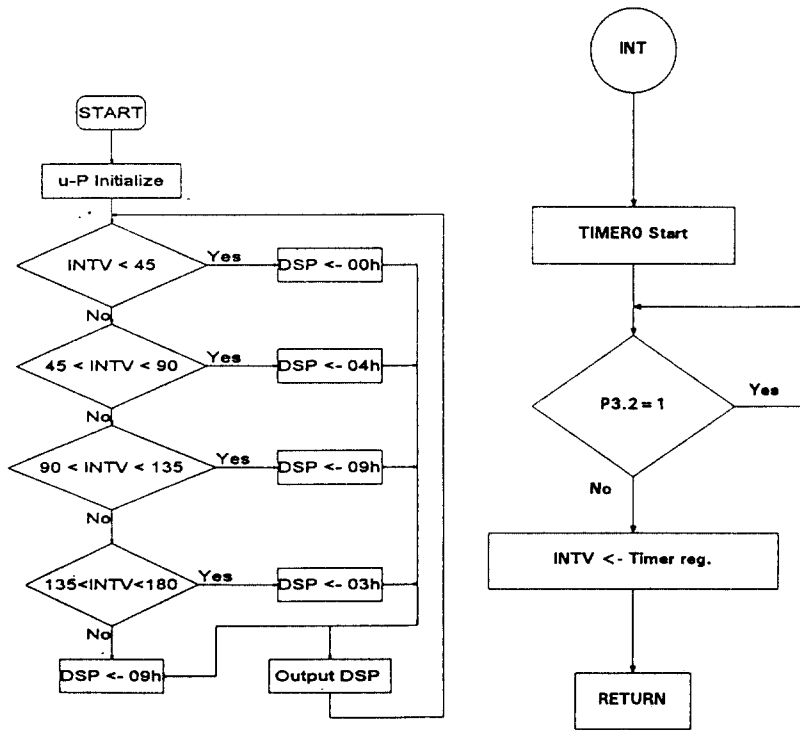 START
u-P Initialize
INTV < 45
Yes
DSP <- 00h
No
45 < INTV < 90
Yes
DSP <- 04h
No
90 < INTV < 135
Yes
DSP <- 09h
No
135<INTV<180
Yes
DSP <- 03h
No
DSP <- 09h
Output DSP
INT
TIMER0 Start
P3.2 = 1
Yes
No
INTV <- Timer reg.
RETURN